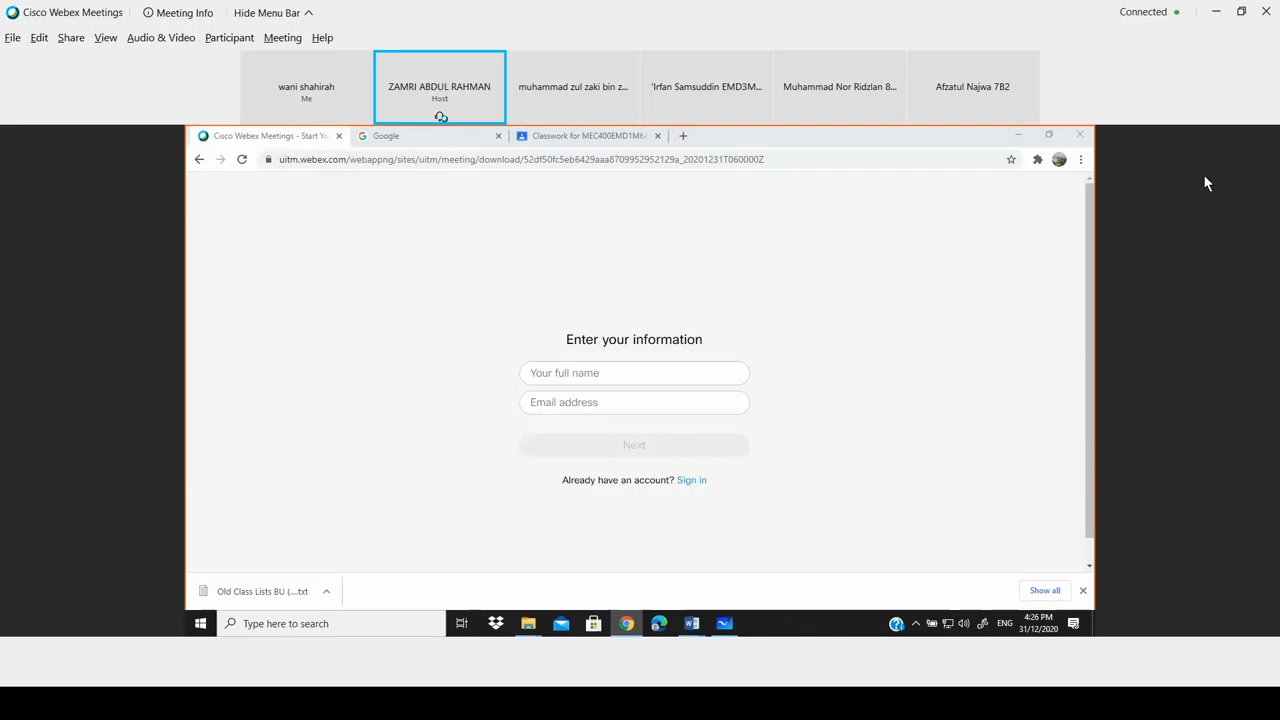 Cisco Webex Meetings
Meeting Info
Hide Menu Bar
Connected
File Edit Share View Audio & Video Participant Meeting Help
wani shahirah
Me
ZAMRI ABDUL RAHMAN
Host
muhammad zul zaki bin z...
'Irfan Samsuddin EMD3M...
Muhammad Nor Ridzlan 8...
Afzatul Najwa 7B2
Cisco Webex Meetings - Start Yo
Google
Classwork for MEC400EMD1M6
uitm.webex.com/webappng/sites/uitm/meeting/download/52df50fc5eb6429aaa8709952952129a_20201231T060000Z
Enter your information
Your full name
Email address
Next
Already have an account? Sign in
Old Class Lists BU (....txt
Show all
Type here to search
ENG
4:26 PM
31/12/2020